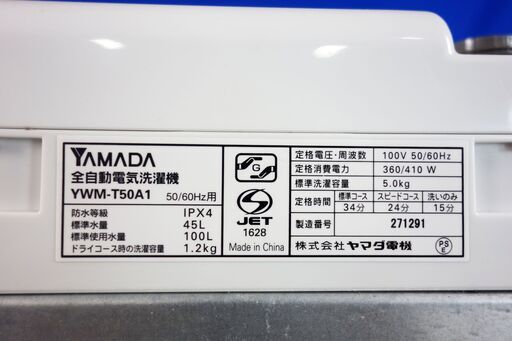 YAMADA
全自動電気洗濯機
YWM-T50A1 50/60Hz用
防水等級 IPX4
標準水量 45L
標準使用水量 100L
ドライコース時の洗濯容量 1.2kg
G
S
JET
1628
Made in China
定格電圧・周波数 100V 50/60Hz
定格消費電力 360/410 W
標準洗濯・脱水容量 5.0kg
定格時間 標準コース スピードコース 洗いのみ
34分 24分 15分
製造番号 271291
株式会社 ヤマダ電機
PS
E